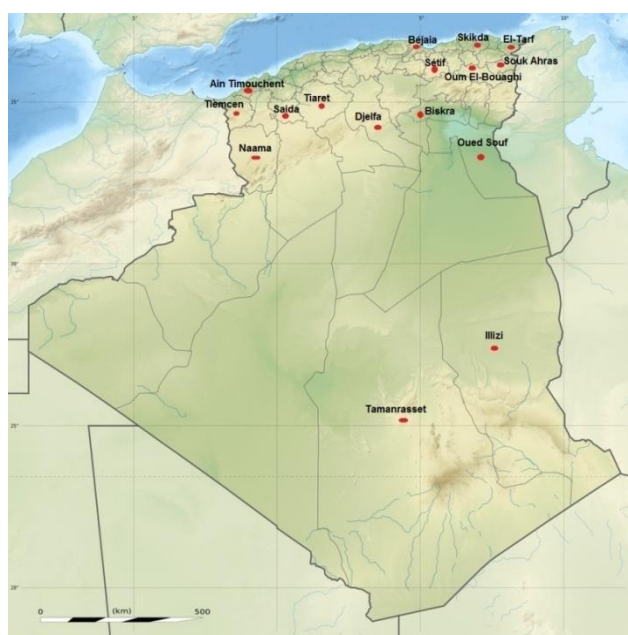 Bejaia
Skikda
El-Tarf
Sétif
Souk Ahras
Oum El-Bouaghi
Ain Timouchent
Tlemcen
Saida
Tiaret
Djelfa
Biskra
Naama
Oued Souf
Illizi
Tamanrasset
0 (km) 500